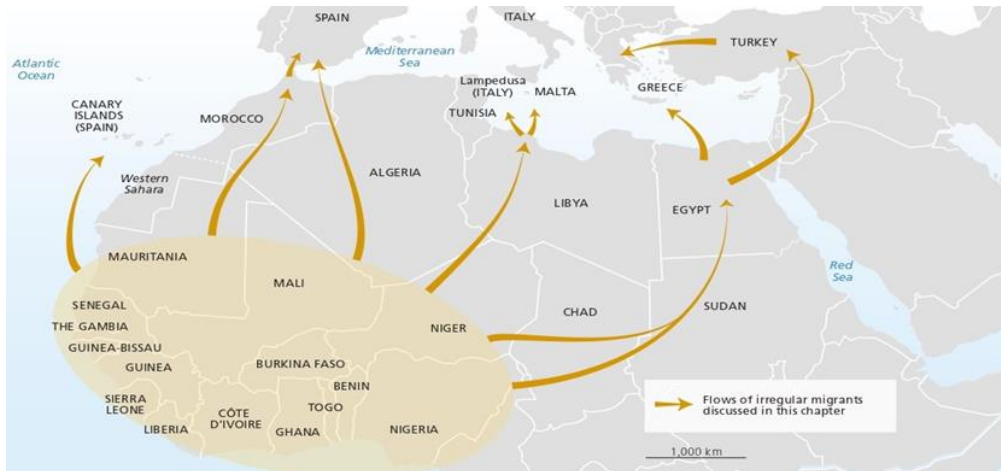 SPAIN
ITALY
Atlantic
Ocean
Mediterranean
Sea
TURKEY
CANARY
ISLANDS
(SPAIN)
Lampedusa
(ITALY)
MALTA
GREECE
TUNISIA
MOROCCO
Western
Sahara
ALGERIA
LIBYA
EGYPT
MAURITANIA
MALI
Red
Sea
SENEGAL
THE GAMBIA
NIGER
CHAD
SUDAN
GUINEA-BISSAU
GUINEA
BURKINA FASO
BENIN
SIERRA
LEONE
CÔTE
D'IVOIRE
TOGO
LIBERIA
GHANA
NIGERIA
Flows of irregular migrants
discussed in this chapter
1,000 km